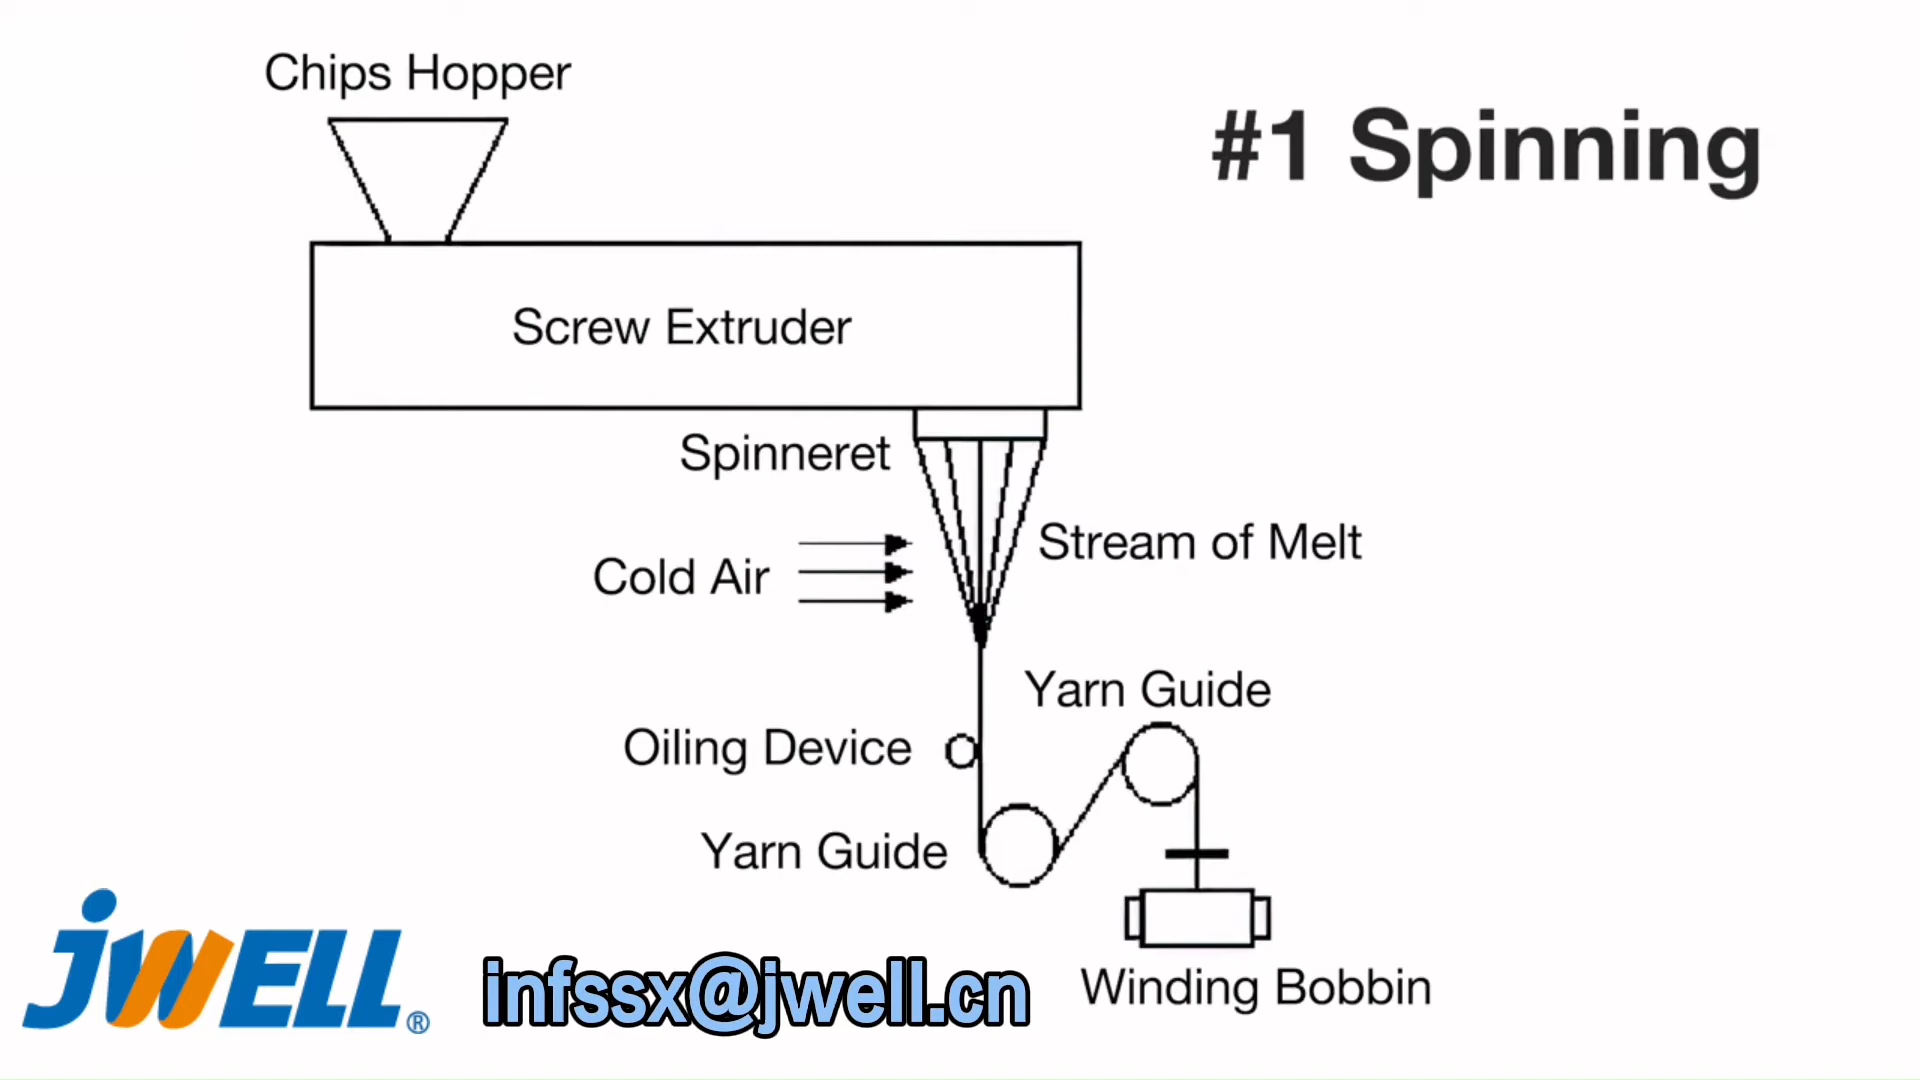 Chips Hopper
#1 Spinning
Screw Extruder
Spinneret
Stream of Melt
Cold Air
Yarn Guide
Oiling Device
Yarn Guide
Winding Bobbin
jWELL®
infssx@jwell.cn